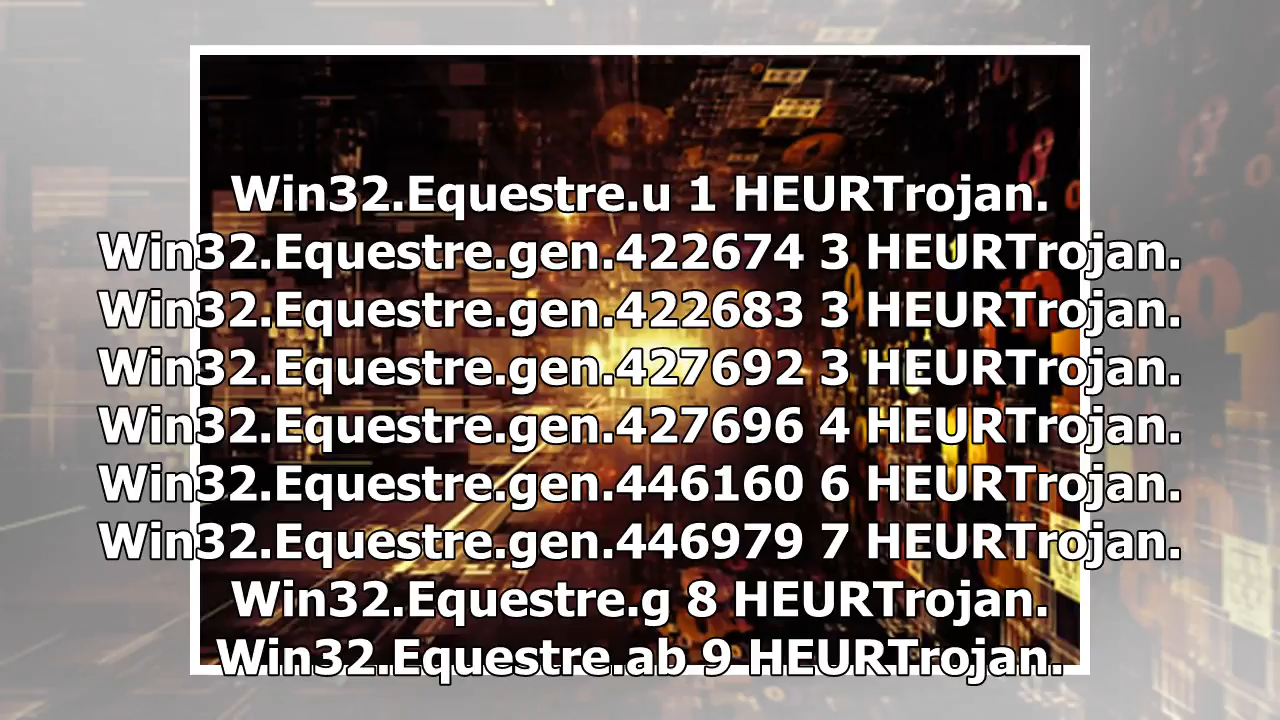 Win32.Equestre.u 1 HEURTrojan.
Win32.Equestre.gen.422674 3 HEURTrojan.
Win32.Equestre.gen.422683 3 HEURTrojan.
Win32.Equestre.gen.427692 3 HEURTrojan.
Win32.Equestre.gen.427696 4 HEURTrojan.
Win32.Equestre.gen.446160 6 HEURTrojan.
Win32.Equestre.gen.446979 7 HEURTrojan.
Win32.Equestre.g 8 HEURTrojan.
Win32.Equestre.ab 9 HEURTrojan.